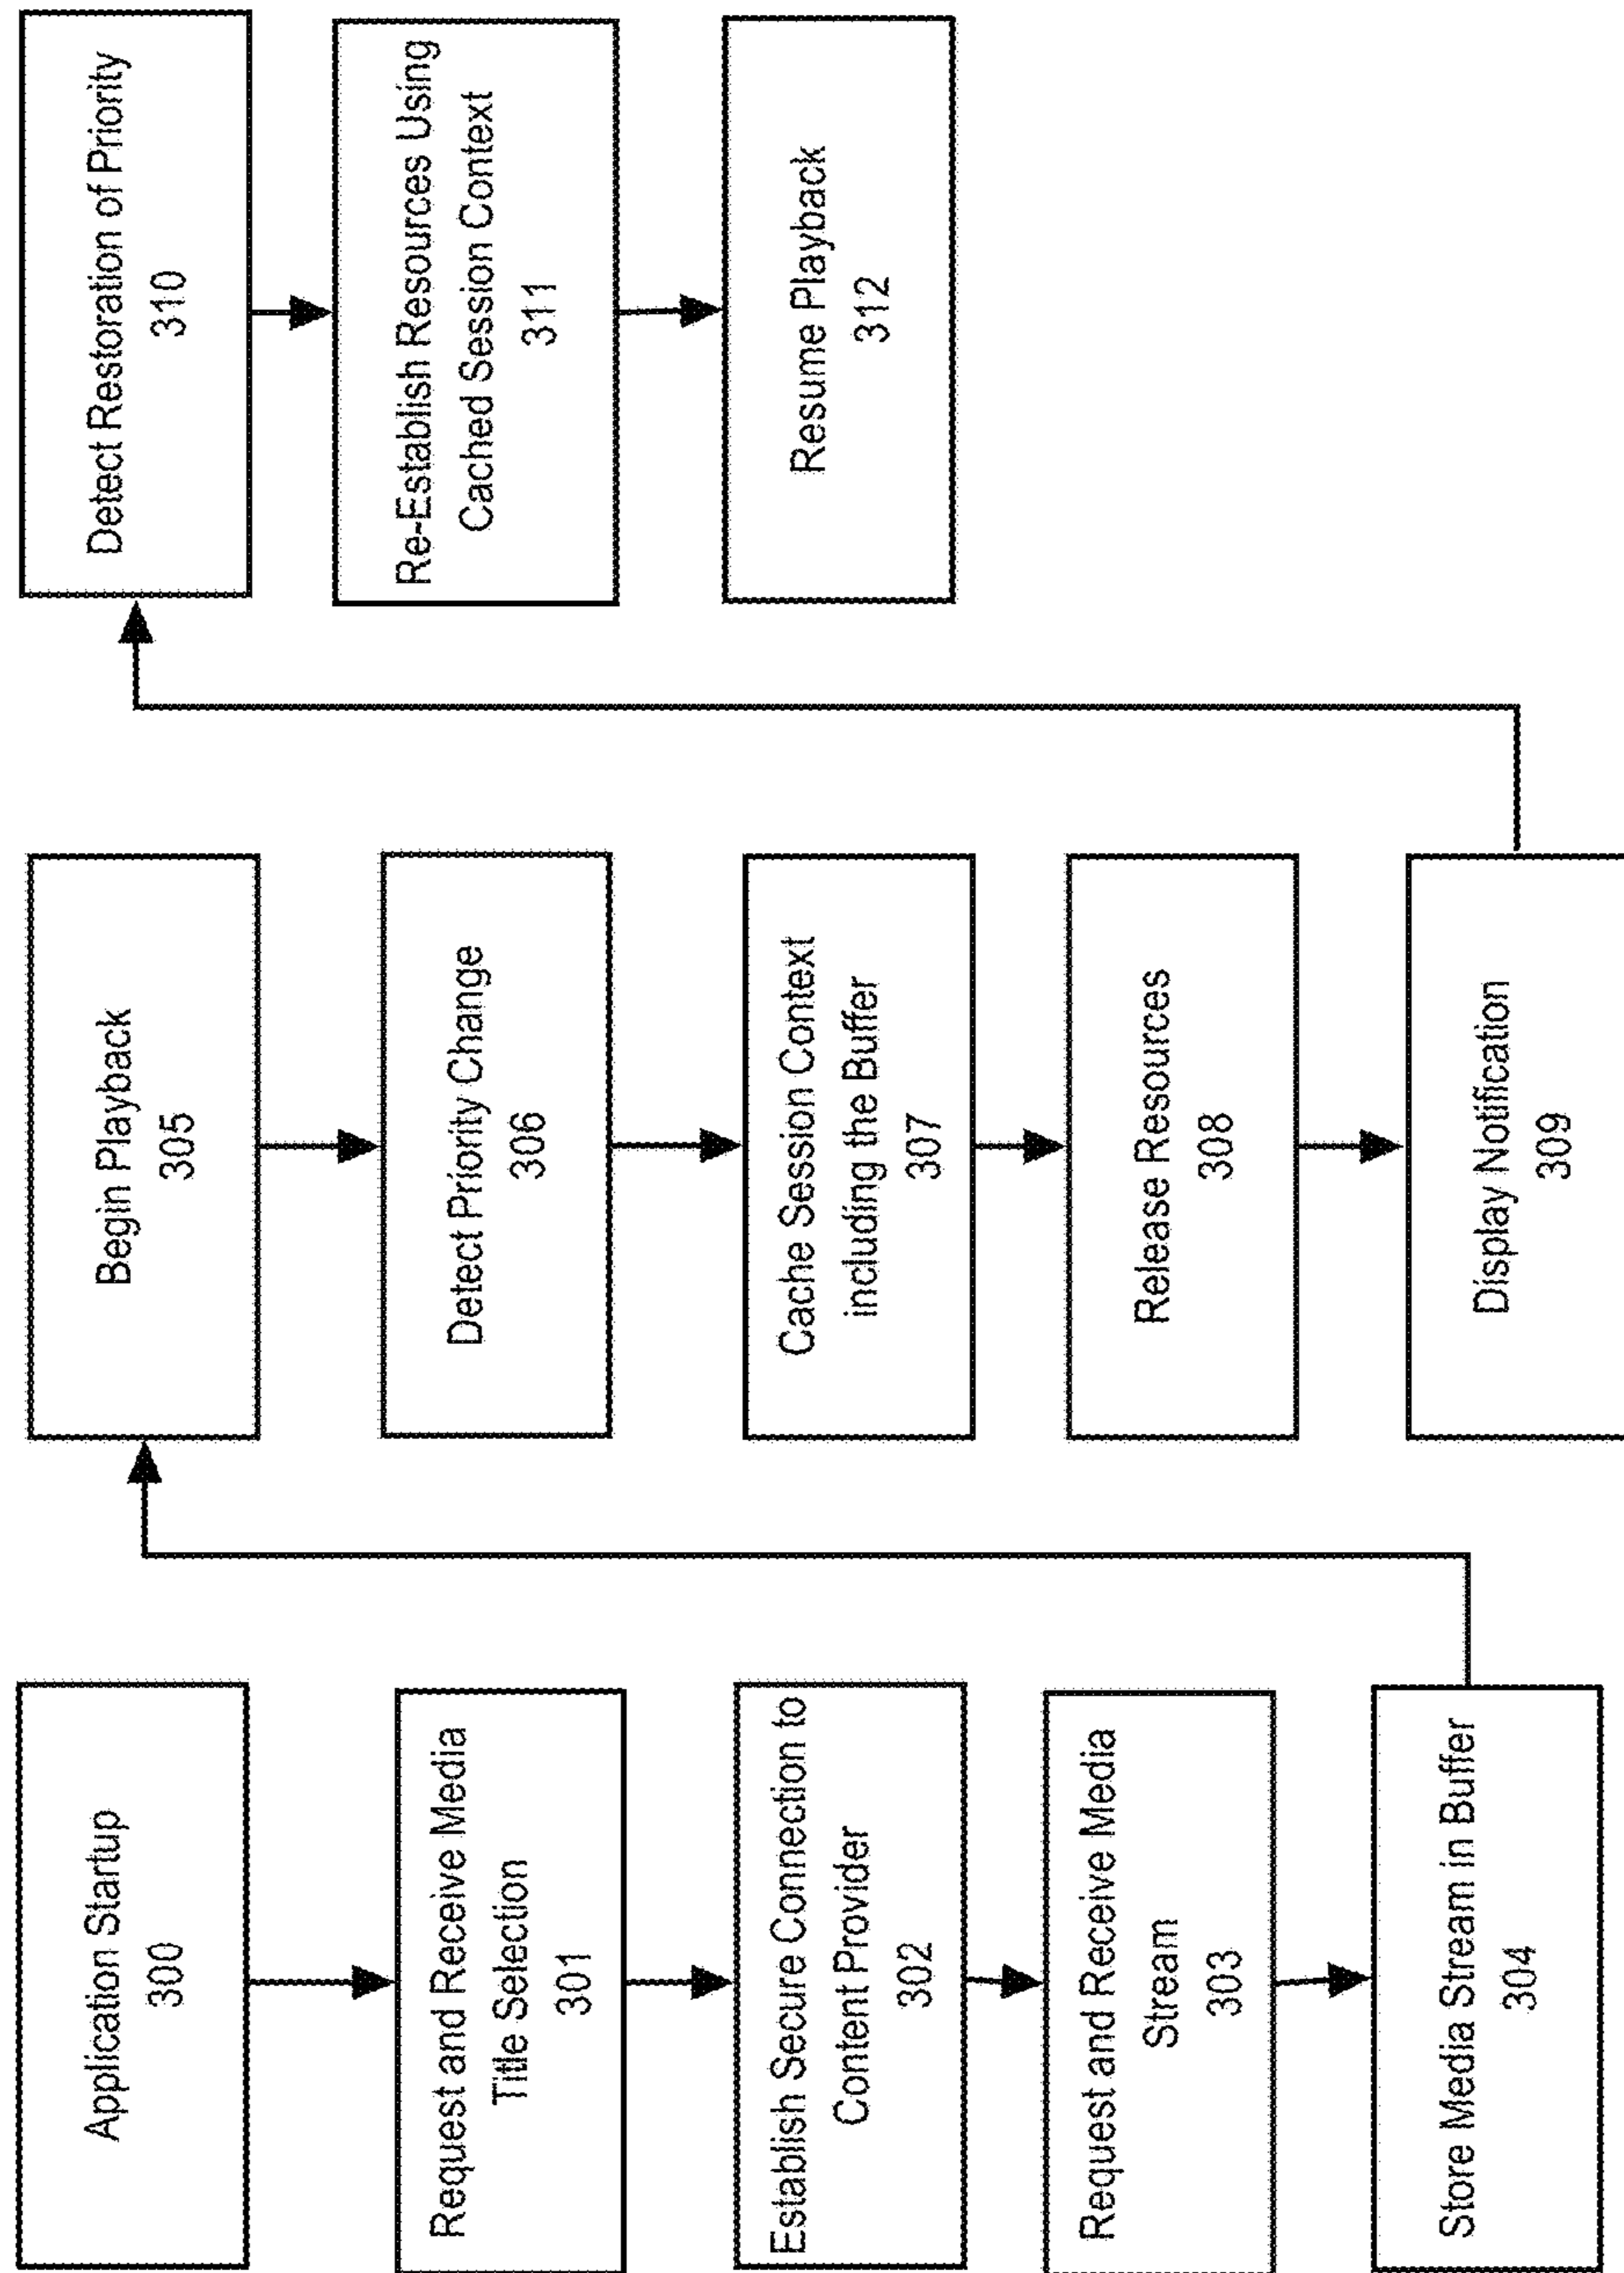 Application Startup
300
Request and Receive Media
Title Selection
301
Establish Secure Connection to
Content Provider
302
Request and Receive Media
Stream
303
Store Media Stream in Buffer
304
Begin Playback
305
Detect Priority Change
306
Cache Session Context
including the Buffer
307
Release Resources
308
Display Notification
309
Detect Restoration of Priority
310
Re-Establish Resources Using
Cached Session Context
311
Resume Playback
312